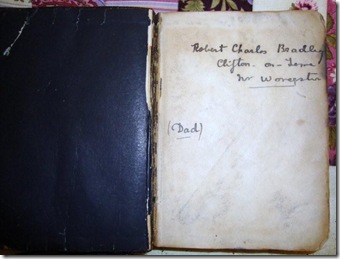 Robert Charles Bradley
Clifton-on-Teme
Nr Worcester
(Dad)